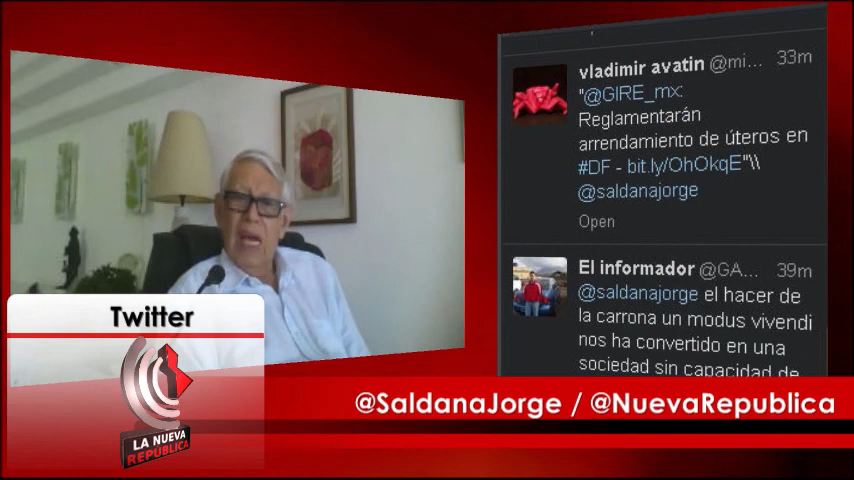 vladimir avatin @mi... 33m
"@GIRE_mx:
Reglamentarán
arrendamiento de úteros en
#DF - bit.ly/OhOkqE"\\
@saldanajorge
Open
El informador @GA... 39m
@saldanajorge el hacer de
la carrona un modus vivendi
nos ha convertido en una
sociedad sin capacidad de
Twitter
LA NUEVA
REPUBLICA
@SaldanaJorge / @NuevaRepublica